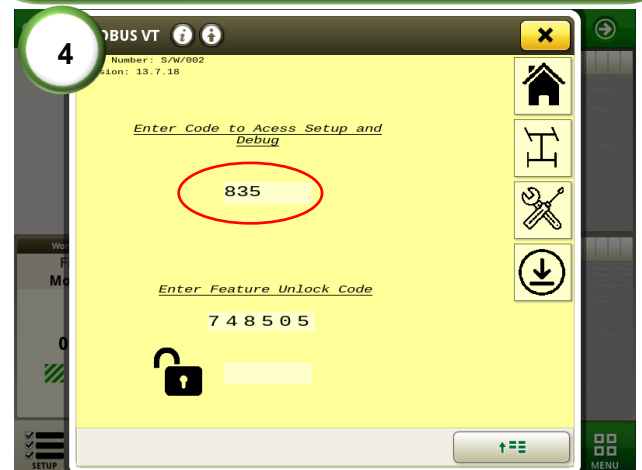 4
OBUS VT
Number: S/W/002
sion: 13.7.18
Enter Code to Acess Setup and
Debug
835
Enter Feature Unlock Code
748505
Wor
F
Mo
0
SETUP
MENU